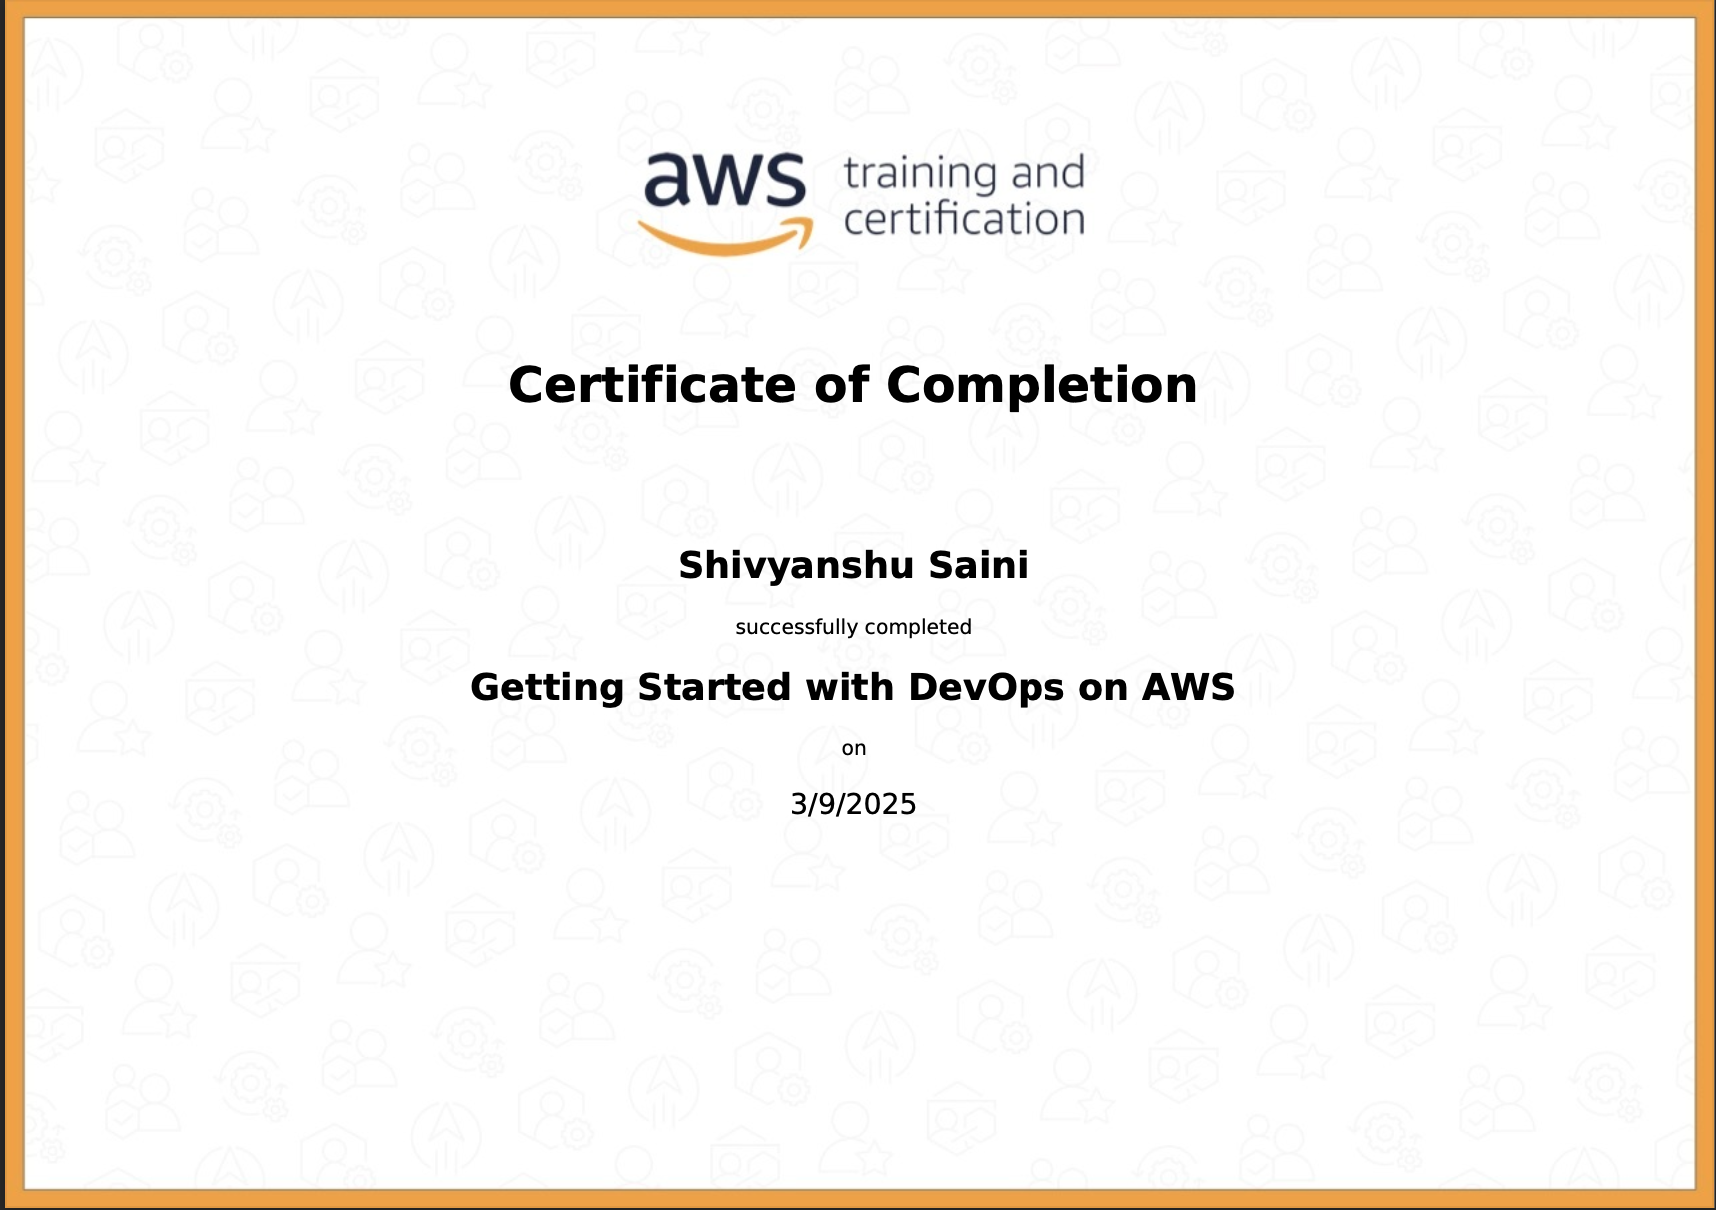 aws training and
certification
Certificate of Completion
Shivyanshu Saini
successfully completed
Getting Started with DevOps on AWS
on
3/9/2025